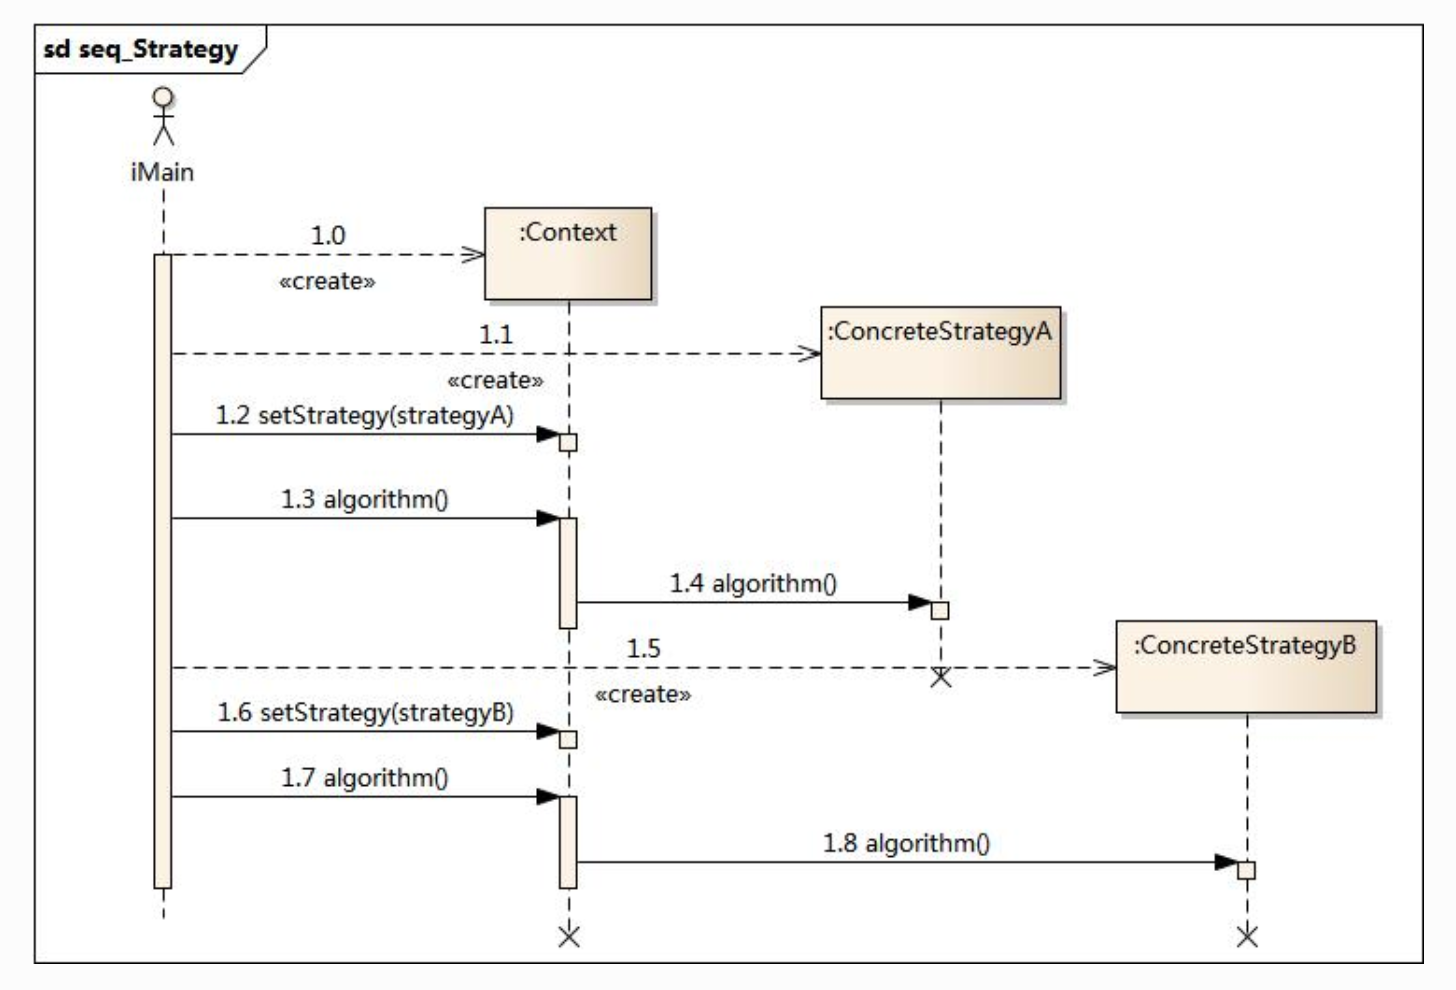 sd seq_Strategy
iMain
:Context
1.0
«create»
:ConcreteStrategyA
1.1
«create»
1.2 setStrategy(strategyA)
1.3 algorithm()
1.4 algorithm()
:ConcreteStrategyB
1.5
«create»
1.6 setStrategy(strategyB)
1.7 algorithm()
1.8 algorithm()